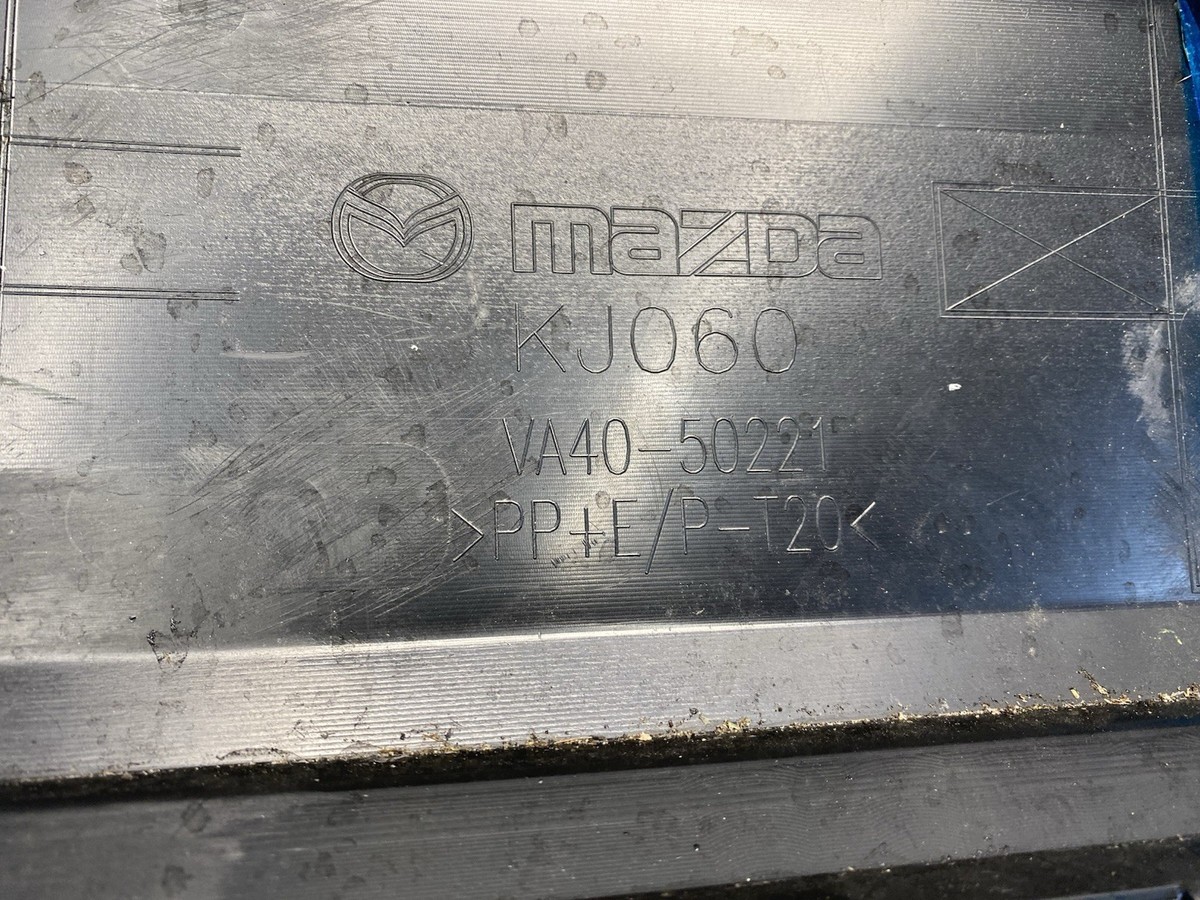 mazda
KJ060
VA40-50221
>PP+E/P-T20<